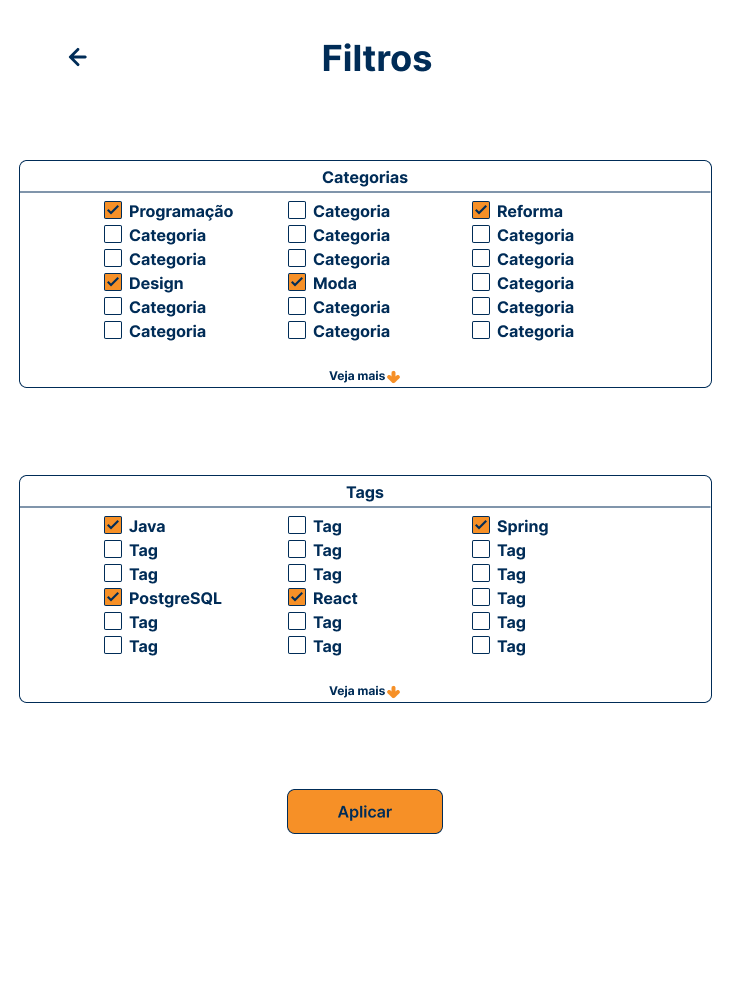 Filtros
Categorias
Programação Categoria Reforma
Categoria Categoria Categoria
Categoria Categoria Categoria
Design Moda Categoria
Categoria Categoria Categoria
Categoria Categoria Categoria
Veja mais
Tags
Java Tag Spring
Tag Tag Tag
Tag Tag Tag
PostgreSQL React Tag
Tag Tag Tag
Tag Tag Tag
Veja mais
Aplicar